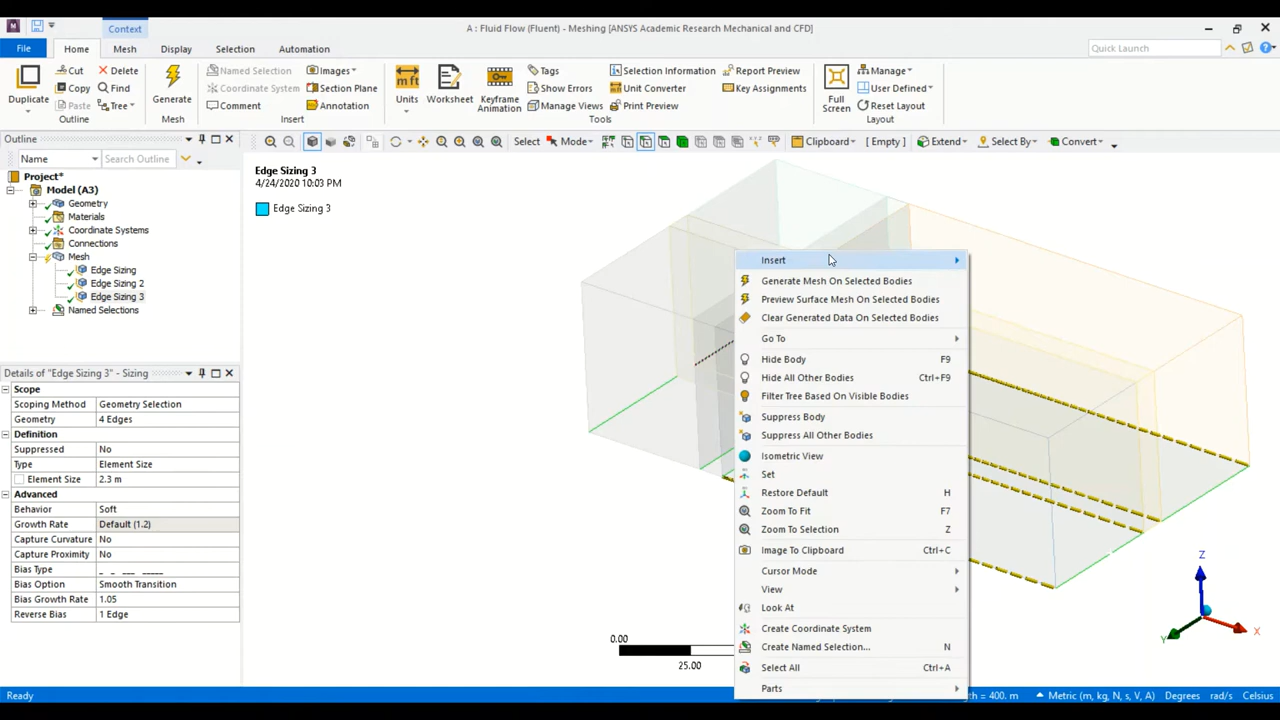 Context
A : Fluid Flow (Fluent) - Meshing [ANSYS Academic Research Mechanical and CFD]
File Home Mesh Display Selection Automation
Quick Launch
Duplicate
Cut Delete
Copy Find
Paste Tree
Outline
Generate
Mesh
Named Selection Images
Coordinate System Section Plane
Comment Annotation
Insert
Units
Worksheet
Keyframe
Animation
Tags Selection Information Report Preview
Show Errors Unit Converter Key Assignments
Manage Views Print Preview
Tools
Full
Screen
Manage
User Defined
Reset Layout
Layout
Outline
Select Mode Clipboard [ Empty ] Extend Select By Convert
Name Search Outline
Project*
Model (A3)
Geometry
Materials
Coordinate Systems
Connections
Mesh
Edge Sizing
Edge Sizing 2
Edge Sizing 3
Named Selections
Edge Sizing 3
4/24/2020 10:03 PM
Edge Sizing 3
Insert
Generate Mesh On Selected Bodies
Preview Surface Mesh On Selected Bodies
Clear Generated Data On Selected Bodies
Go To
Hide Body F9
Hide All Other Bodies Ctrl+F9
Filter Tree Based On Visible Bodies
Suppress Body
Suppress All Other Bodies
Isometric View
Set
Restore Default H
Zoom To Fit F7
Zoom To Selection Z
Image To Clipboard Ctrl+C
Cursor Mode
View
Look At
Create Coordinate System
Create Named Selection... N
Select All Ctrl+A
Parts
Details of "Edge Sizing 3" - Sizing
Scope
Scoping Method Geometry Selection
Geometry 4 Edges
Definition
Suppressed No
Type Element Size
Element Size 2.3 m
Advanced
Behavior Soft
Growth Rate Default (1.2)
Capture Curvature No
Capture Proximity No
Bias Type _ _ ___ _____
Bias Option Smooth Transition
Bias Growth Rate 1.05
Reverse Bias 1 Edge
0.00
25.00
Z
X
Y
Ready
= 400. m Metric (m, kg, N, s, V, A) Degrees rad/s Celsius